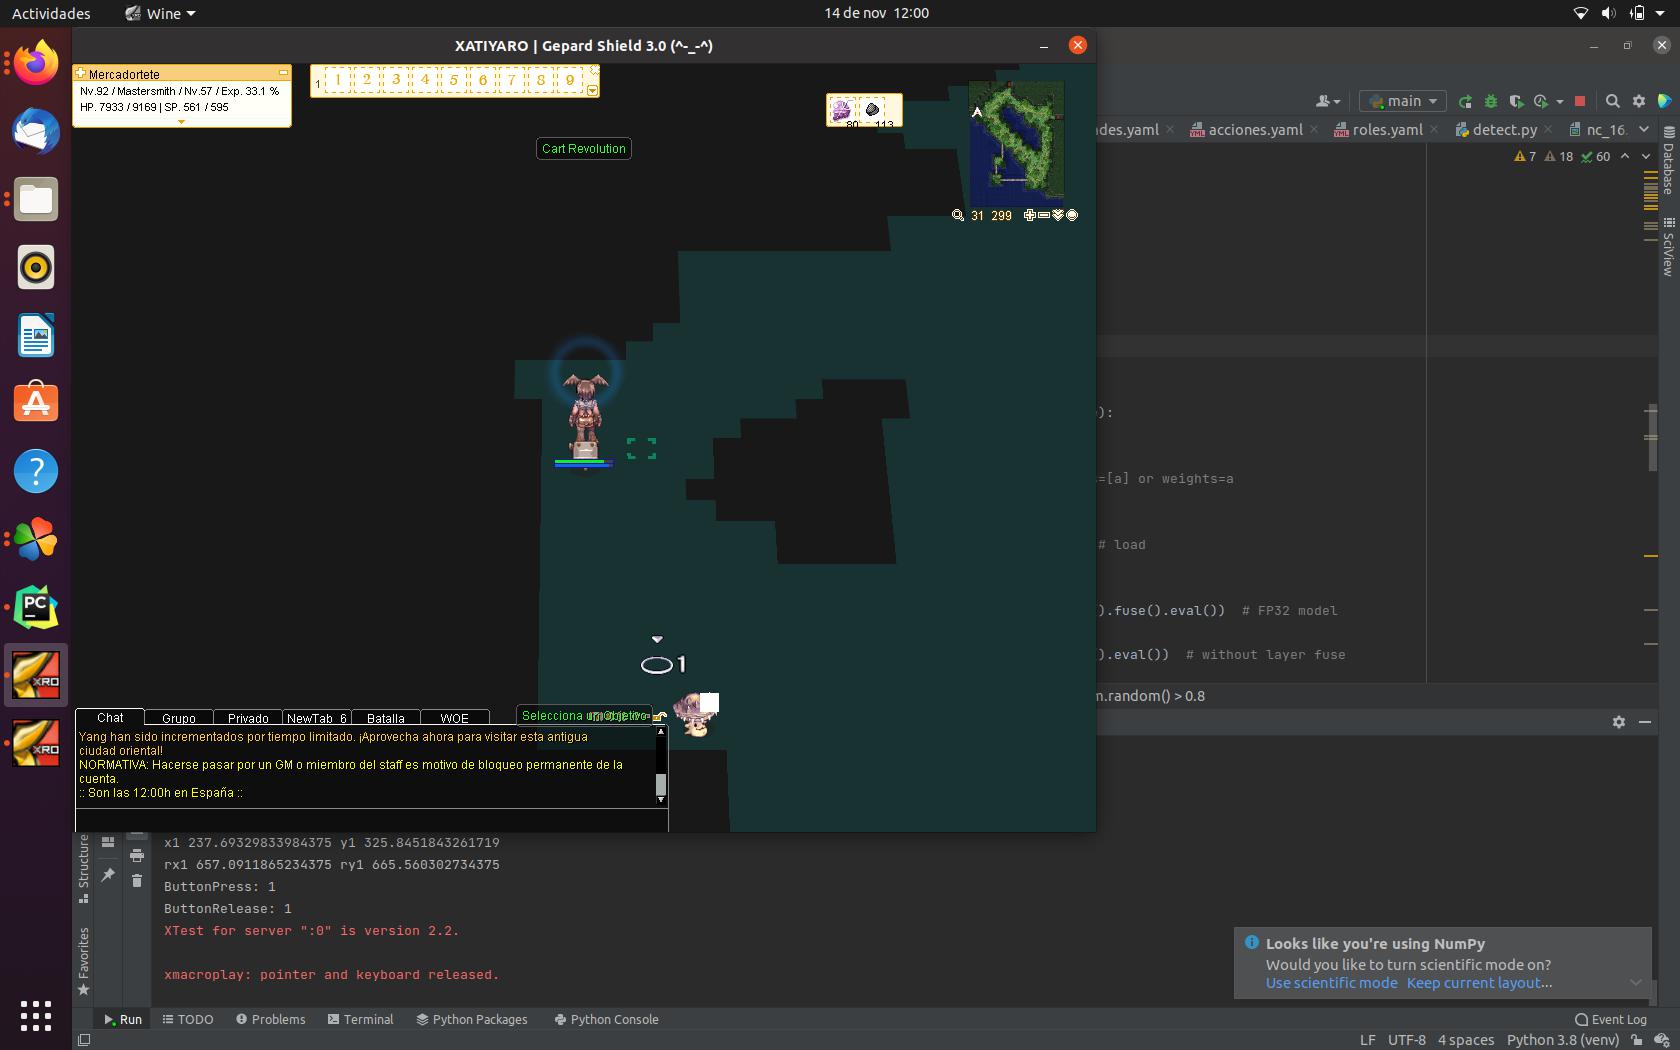 Actividades
Wine
14 de nov 12:00
XATIYARO | Gepard Shield 3.0 (^-_-^)
Mercadortete
Nv.92 / Mastersmith / Nv.57 / Exp. 33.1 %
HP. 7933 / 9169 | SP. 561 / 595
1 1 2 3 4 5 6 7 8 9
80 113
Cart Revolution
31 299
main
des.yaml
acciones.yaml
roles.yaml
detect.py
nc_16.
7 18 60
Database
SciView
):
=[a] or weights=a
# load
).fuse().eval()) # FP32 model
).eval()) # without layer fuse
m.random() > 0.8
1
Chat
Grupo
Privado
NewTab 6
Batalla
WOE
Selecciona un objetivo
Yang han sido incrementados por tiempo limitado. ¡Aprovecha ahora para visitar esta antigua
ciudad oriental!
NORMATIVA: Hacerse pasar por un GM o miembro del staff es motivo de bloqueo permanente de la
cuenta.
:: Son las 12:00h en España ::
PC
XRO
XRO
Structure
Favorites
x1 237.69329833984375 y1 325.8451843261719
rx1 657.0911865234375 ry1 665.560302734375
ButtonPress: 1
ButtonRelease: 1
XTest for server ":0" is version 2.2.
xmacroplay: pointer and keyboard released.
Looks like you're using NumPy
Would you like to turn scientific mode on?
Use scientific mode Keep current layout...
Run
TODO
Problems
Terminal
Python Packages
Python Console
Event Log
LF UTF-8 4 spaces Python 3.8 (venv)